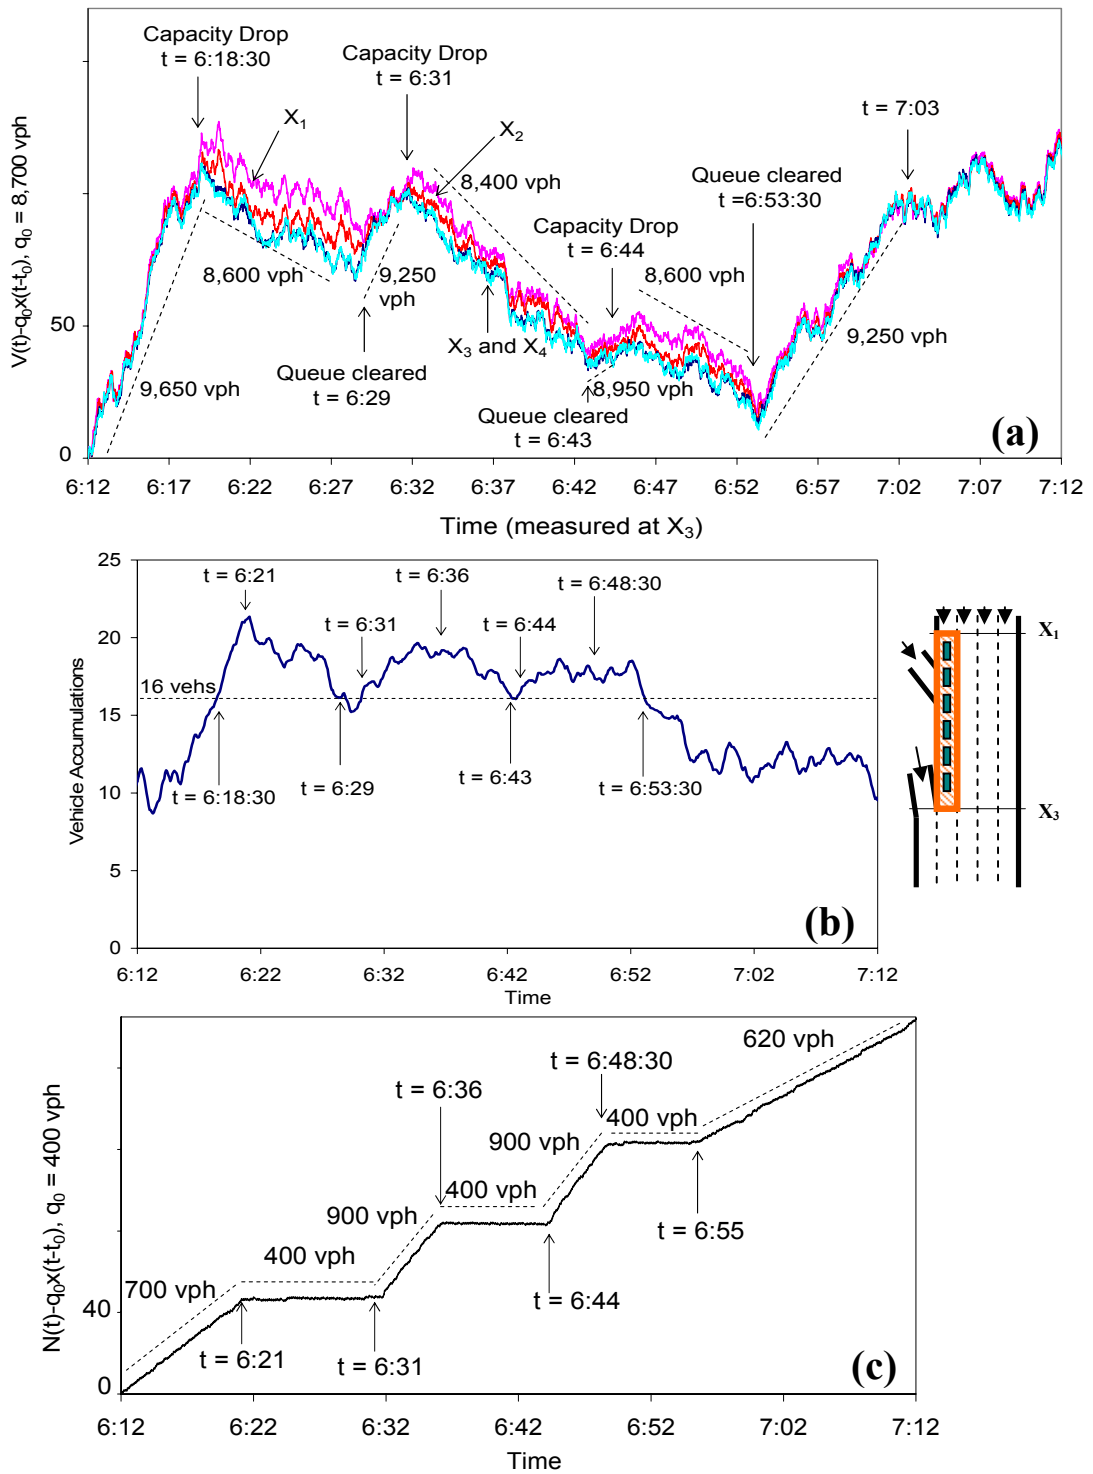 Capacity Drop
t = 6:18:30
Capacity Drop
t = 6:31
X1
X2
t = 7:03
8,400 vph
Queue cleared
t =6:53:30
Capacity Drop
t = 6:44
8,600 vph
8,600 vph
9,250
vph
9,650 vph
X3 and X4
Queue cleared
t = 6:29
8,950 vph
Queue cleared
t = 6:43
9,250 vph
(a)
V(t)-q0x(t-t0), q0 = 8,700 vph
50
0
6:12 6:17 6:22 6:27 6:32 6:37 6:42 6:47 6:52 6:57 7:02 7:07 7:12
Time (measured at X3)
25
20
15
10
5
0
Vehicle Accumulations
t = 6:21
t = 6:36
t = 6:48:30
t = 6:31
t = 6:44
16 vehs
t = 6:18:30
t = 6:29
t = 6:43
t = 6:53:30
(b)
6:12 6:22 6:32 6:42 6:52 7:02 7:12
Time
X1
X3
N(t)-q0x(t-t0), q0 = 400 vph
40
0
620 vph
t = 6:48:30
t = 6:36
400 vph
900 vph
400 vph
900 vph
400 vph
700 vph
t = 6:55
t = 6:44
t = 6:21
t = 6:31
(c)
6:12 6:22 6:32 6:42 6:52 7:02 7:12
Time